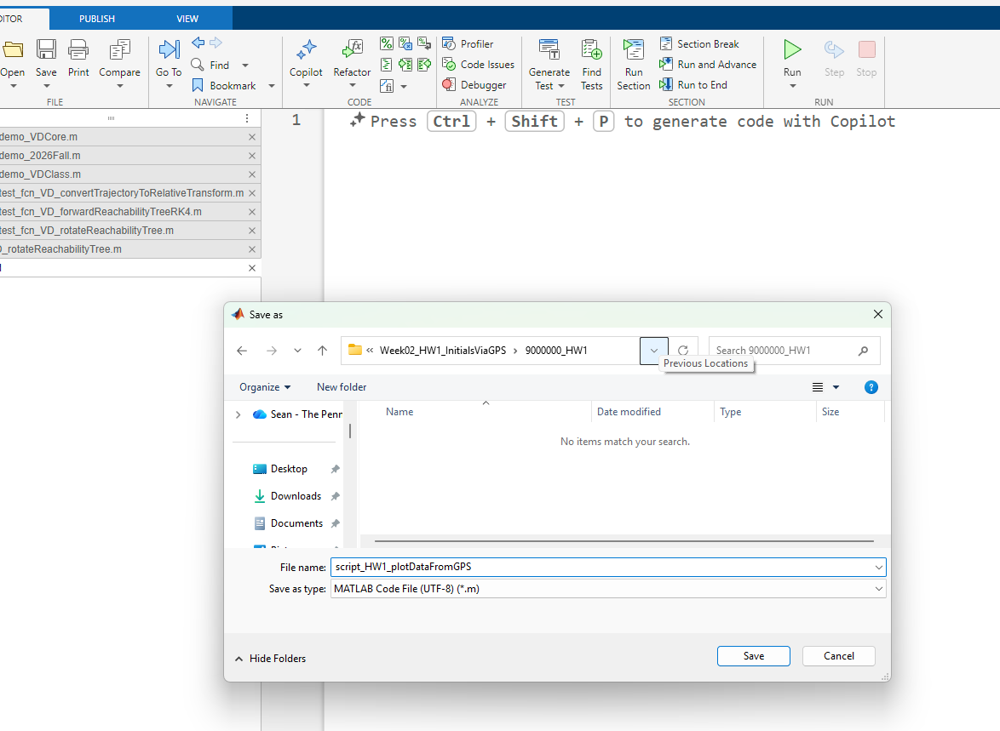 ITOR PUBLISH VIEW
Open Save Print Compare Go To Find Bookmark Copilot Refactor Profiler Code Issues Debugger Generate Test Find Tests Run Section Section Break Run and Advance Run to End Run Step Stop
FILE NAVIGATE CODE ANALYZE TEST SECTION RUN
demo_VDCore.m
demo_2026Fall.m
demo_VDClass.m
test_fcn_VD_convertTrajectoryToRelativeTransform.m
test_fcn_VD_forwardReachabilityTreeRK4.m
test_fcn_VD_rotateReachabilityTree.m
_rotateReachabilityTree.m
1 Press Ctrl + Shift + P to generate code with Copilot
Save as
« Week02_HW1_InitialsViaGPS › 9000000_HW1
Search 9000000_HW1
Previous Locations
Organize New folder
Sean - The Penn
Name Date modified Type Size
No items match your search.
Desktop
Downloads
Documents
File name: script_HW1_plotDataFromGPS
Save as type: MATLAB Code File (UTF-8) (*.m)
Hide Folders Save Cancel